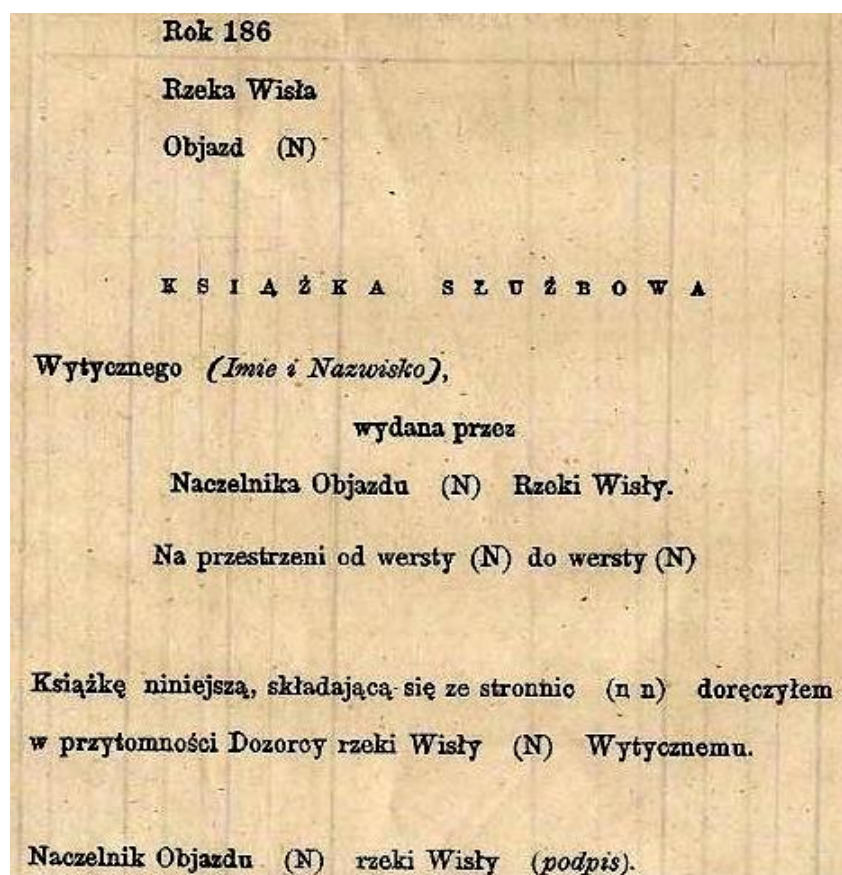 Rok 186
Rzeka Wisła
Objazd (N)
KSIĄŻKA SŁUŻBOWA
Wytycznego (Imie i Nazwisko),
wydana przez
Naczelnika Objazdu (N) Rzeki Wisły.
Na przestrzeni od wersty (N) do wersty (N)
Książkę niniejszą, składającą się ze stronnic (n n) doręczyłem
w przytomności Dozorcy rzeki Wisły (N) Wytycznemu.
Naczelnik Objazdu (N) rzeki Wisły (podpis).